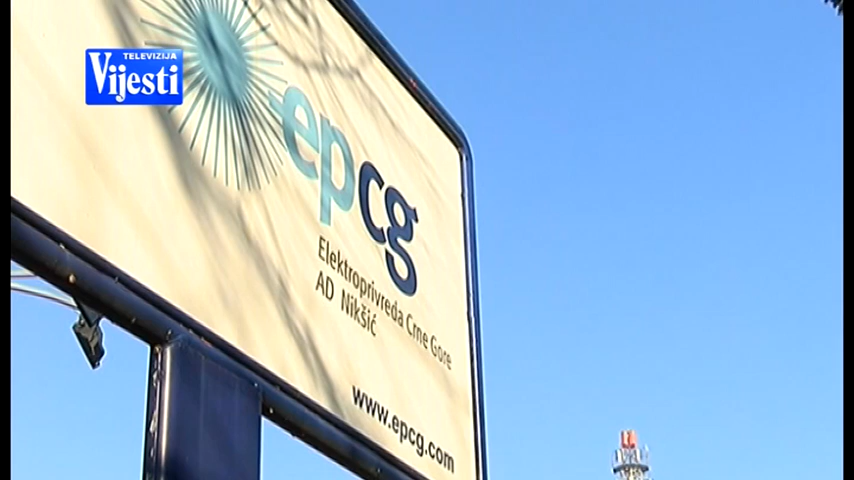 TELEVIZIJA
Vijesti
epcg
Elektroprivreda Crne Gore
AD Nikšić
www.epcg.com